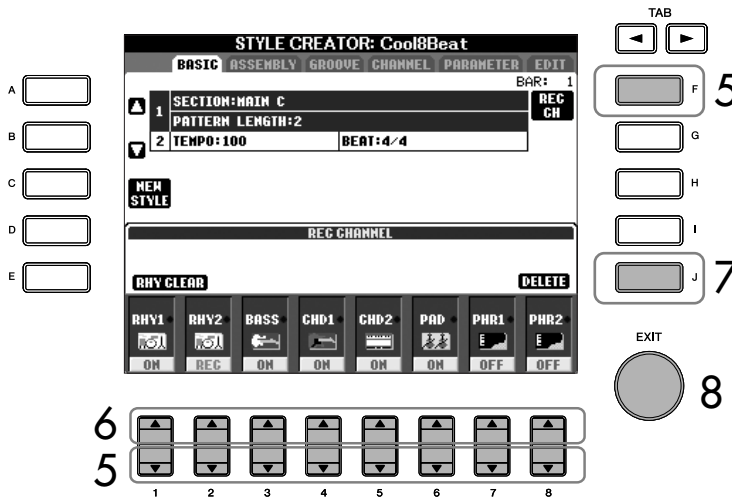 TAB
STYLE CREATOR: Cool8Beat
BASIC ASSEMBLY GROOVE CHANNEL PARAMETER EDIT
BAR: 1
1 SECTION:MAIN C
PATTERN LENGTH:2
REC CH
2 TEMPO:100 BEAT:4/4
NEW STYLE
REC CHANNEL
RHY CLEAR DELETE
RHY1 RHY2 BASS CHD1 CHD2 PAD PHR1 PHR2
ON REC ON ON ON ON OFF OFF
A
B
C
D
E
F 5
G
H
I
J 7
EXIT
8
6
5
1 2 3 4 5 6 7 8